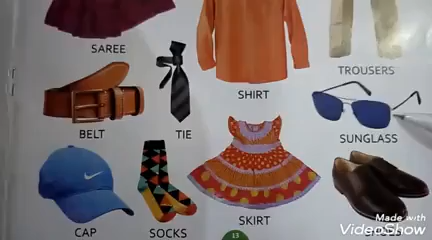 SAREE
TROUSERS
SHIRT
BELT
TIE
SUNGLASS
CAP
SOCKS
SKIRT
13
Made with
VideoShow